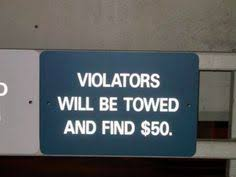 VIOLATORS
WILL BE TOWED
AND FIND $50.